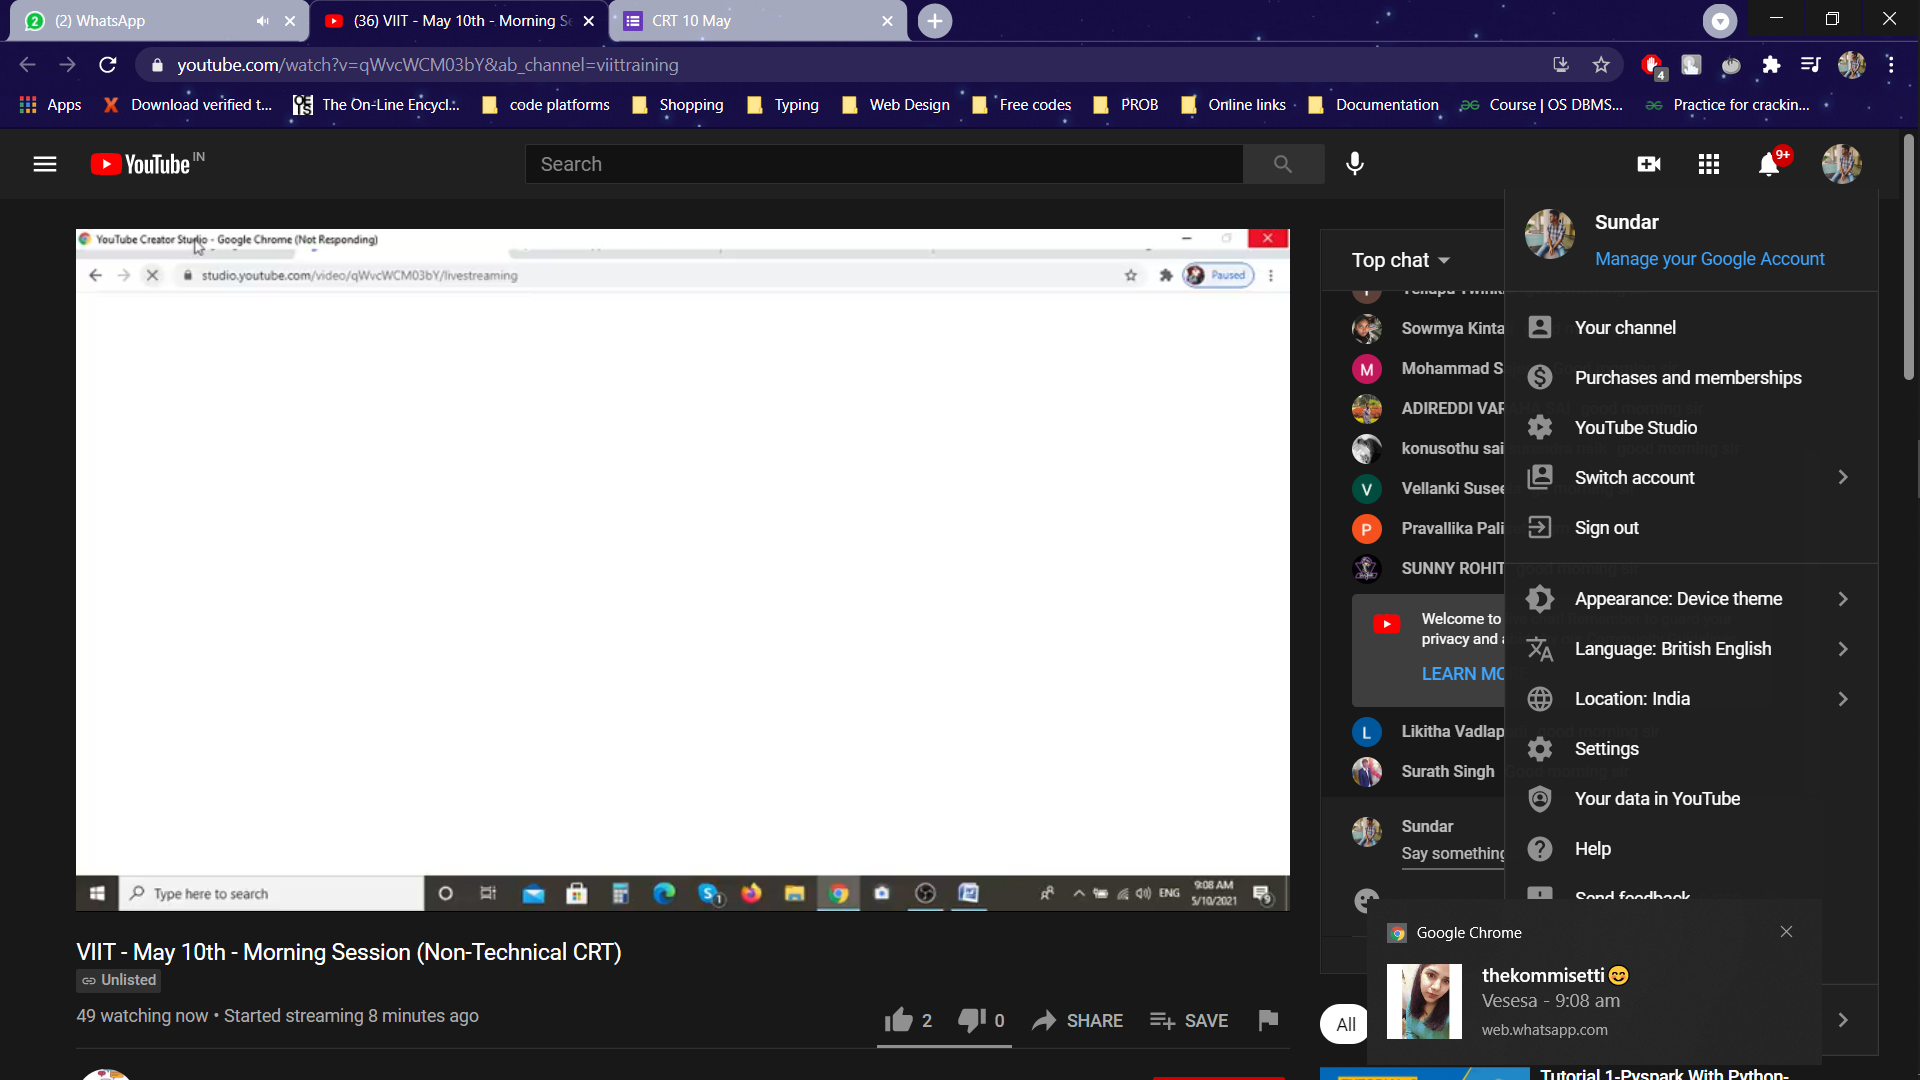 (2) WhatsApp
(36) VIIT - May 10th - Morning Se
CRT 10 May
youtube.com/watch?v=qWvcWCM03bY&ab_channel=viittraining
4
Apps
Download verified t...
The On-Line Encycl...
code platforms
Shopping
Typing
Web Design
Free codes
PROB
Online links
Documentation
Course | OS DBMS...
Practice for crackin...
YouTube IN
Search
9+
YouTube Creator Studio - Google Chrome (Not Responding)
studio.youtube.com/video/qWvcWCM03bY/livestreaming
Paused
Type here to search
1
ENG
9:08 AM
5/10/2021
9
Top chat
Sowmya Kinta
M
Mohammad S
ADIREDDI VAR
konusothu sai
V
Vellanki Susee
P
Pravallika Pali
SUNNY ROHIT
Welcome to
privacy and a
LEARN MO
L
Likitha Vadlap
Surath Singh
Sundar
Say something
Sundar
Manage your Google Account
Your channel
Purchases and memberships
YouTube Studio
Switch account
Sign out
Appearance: Device theme
Language: British English
Location: India
Settings
Your data in YouTube
Help
Send feedback
Google Chrome
thekommisetti😊
Vesesa - 9:08 am
web.whatsapp.com
VIIT - May 10th - Morning Session (Non-Technical CRT)
Unlisted
49 watching now • Started streaming 8 minutes ago
2
0
SHARE
SAVE
All
Tutorial 1-Pyspark With Python-